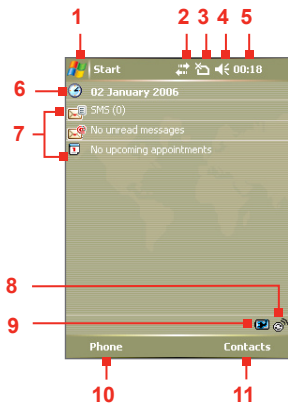 1 2 3 4 5
Start 00:18
6 02 January 2006
7 SMS (0)
No unread messages
No upcoming appointments
8
9
Phone Contacts
10 11